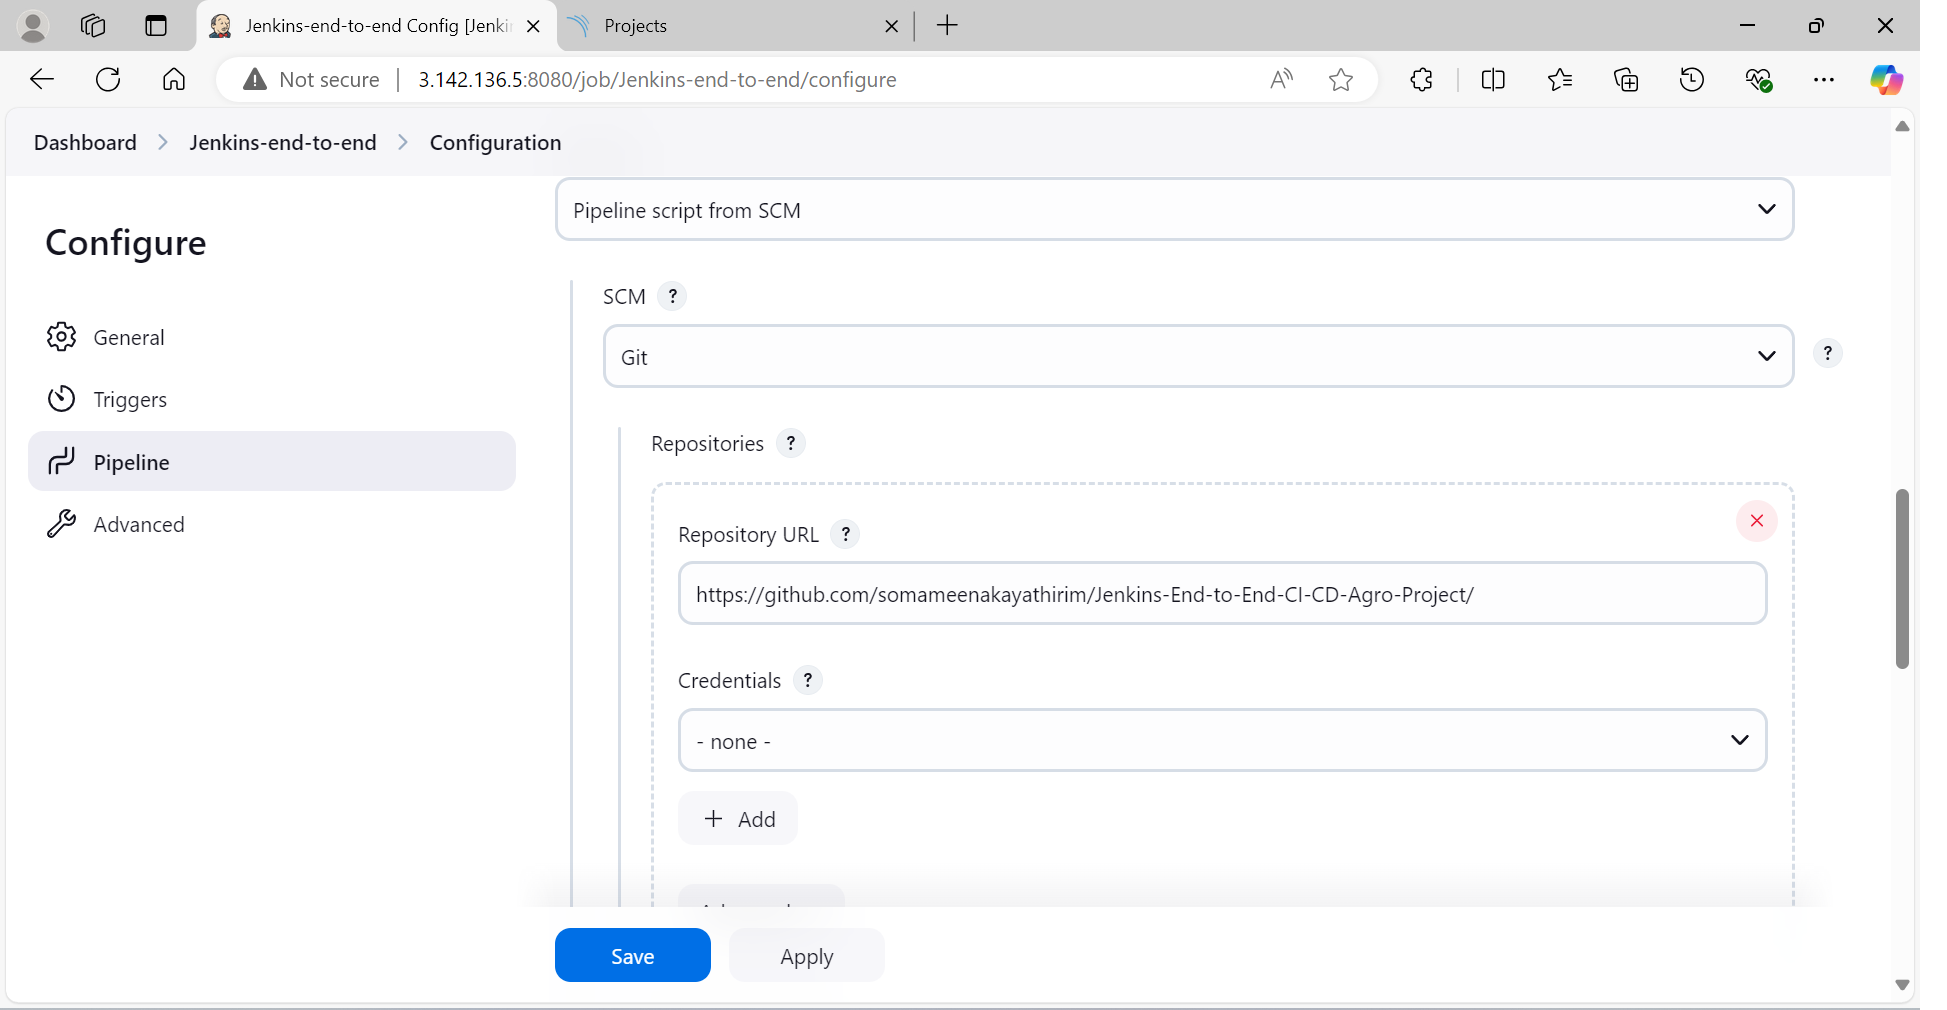 Jenkins-end-to-end Config [Jenki
Projects
Not secure
3.142.136.5:8080/job/Jenkins-end-to-end/configure
Dashboard > Jenkins-end-to-end > Configuration
Configure
General
Triggers
Pipeline
Advanced
Pipeline script from SCM
SCM ?
Git
?
Repositories ?
Repository URL ?
https://github.com/somameenakayathirim/Jenkins-End-to-End-CI-CD-Agro-Project/
Credentials ?
- none -
+ Add
Save
Apply